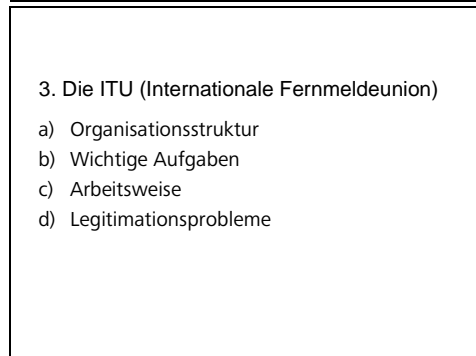 3. Die ITU (Internationale Fernmeldeunion)
a) Organisationsstruktur
b) Wichtige Aufgaben
c) Arbeitsweise
d) Legitimationsprobleme